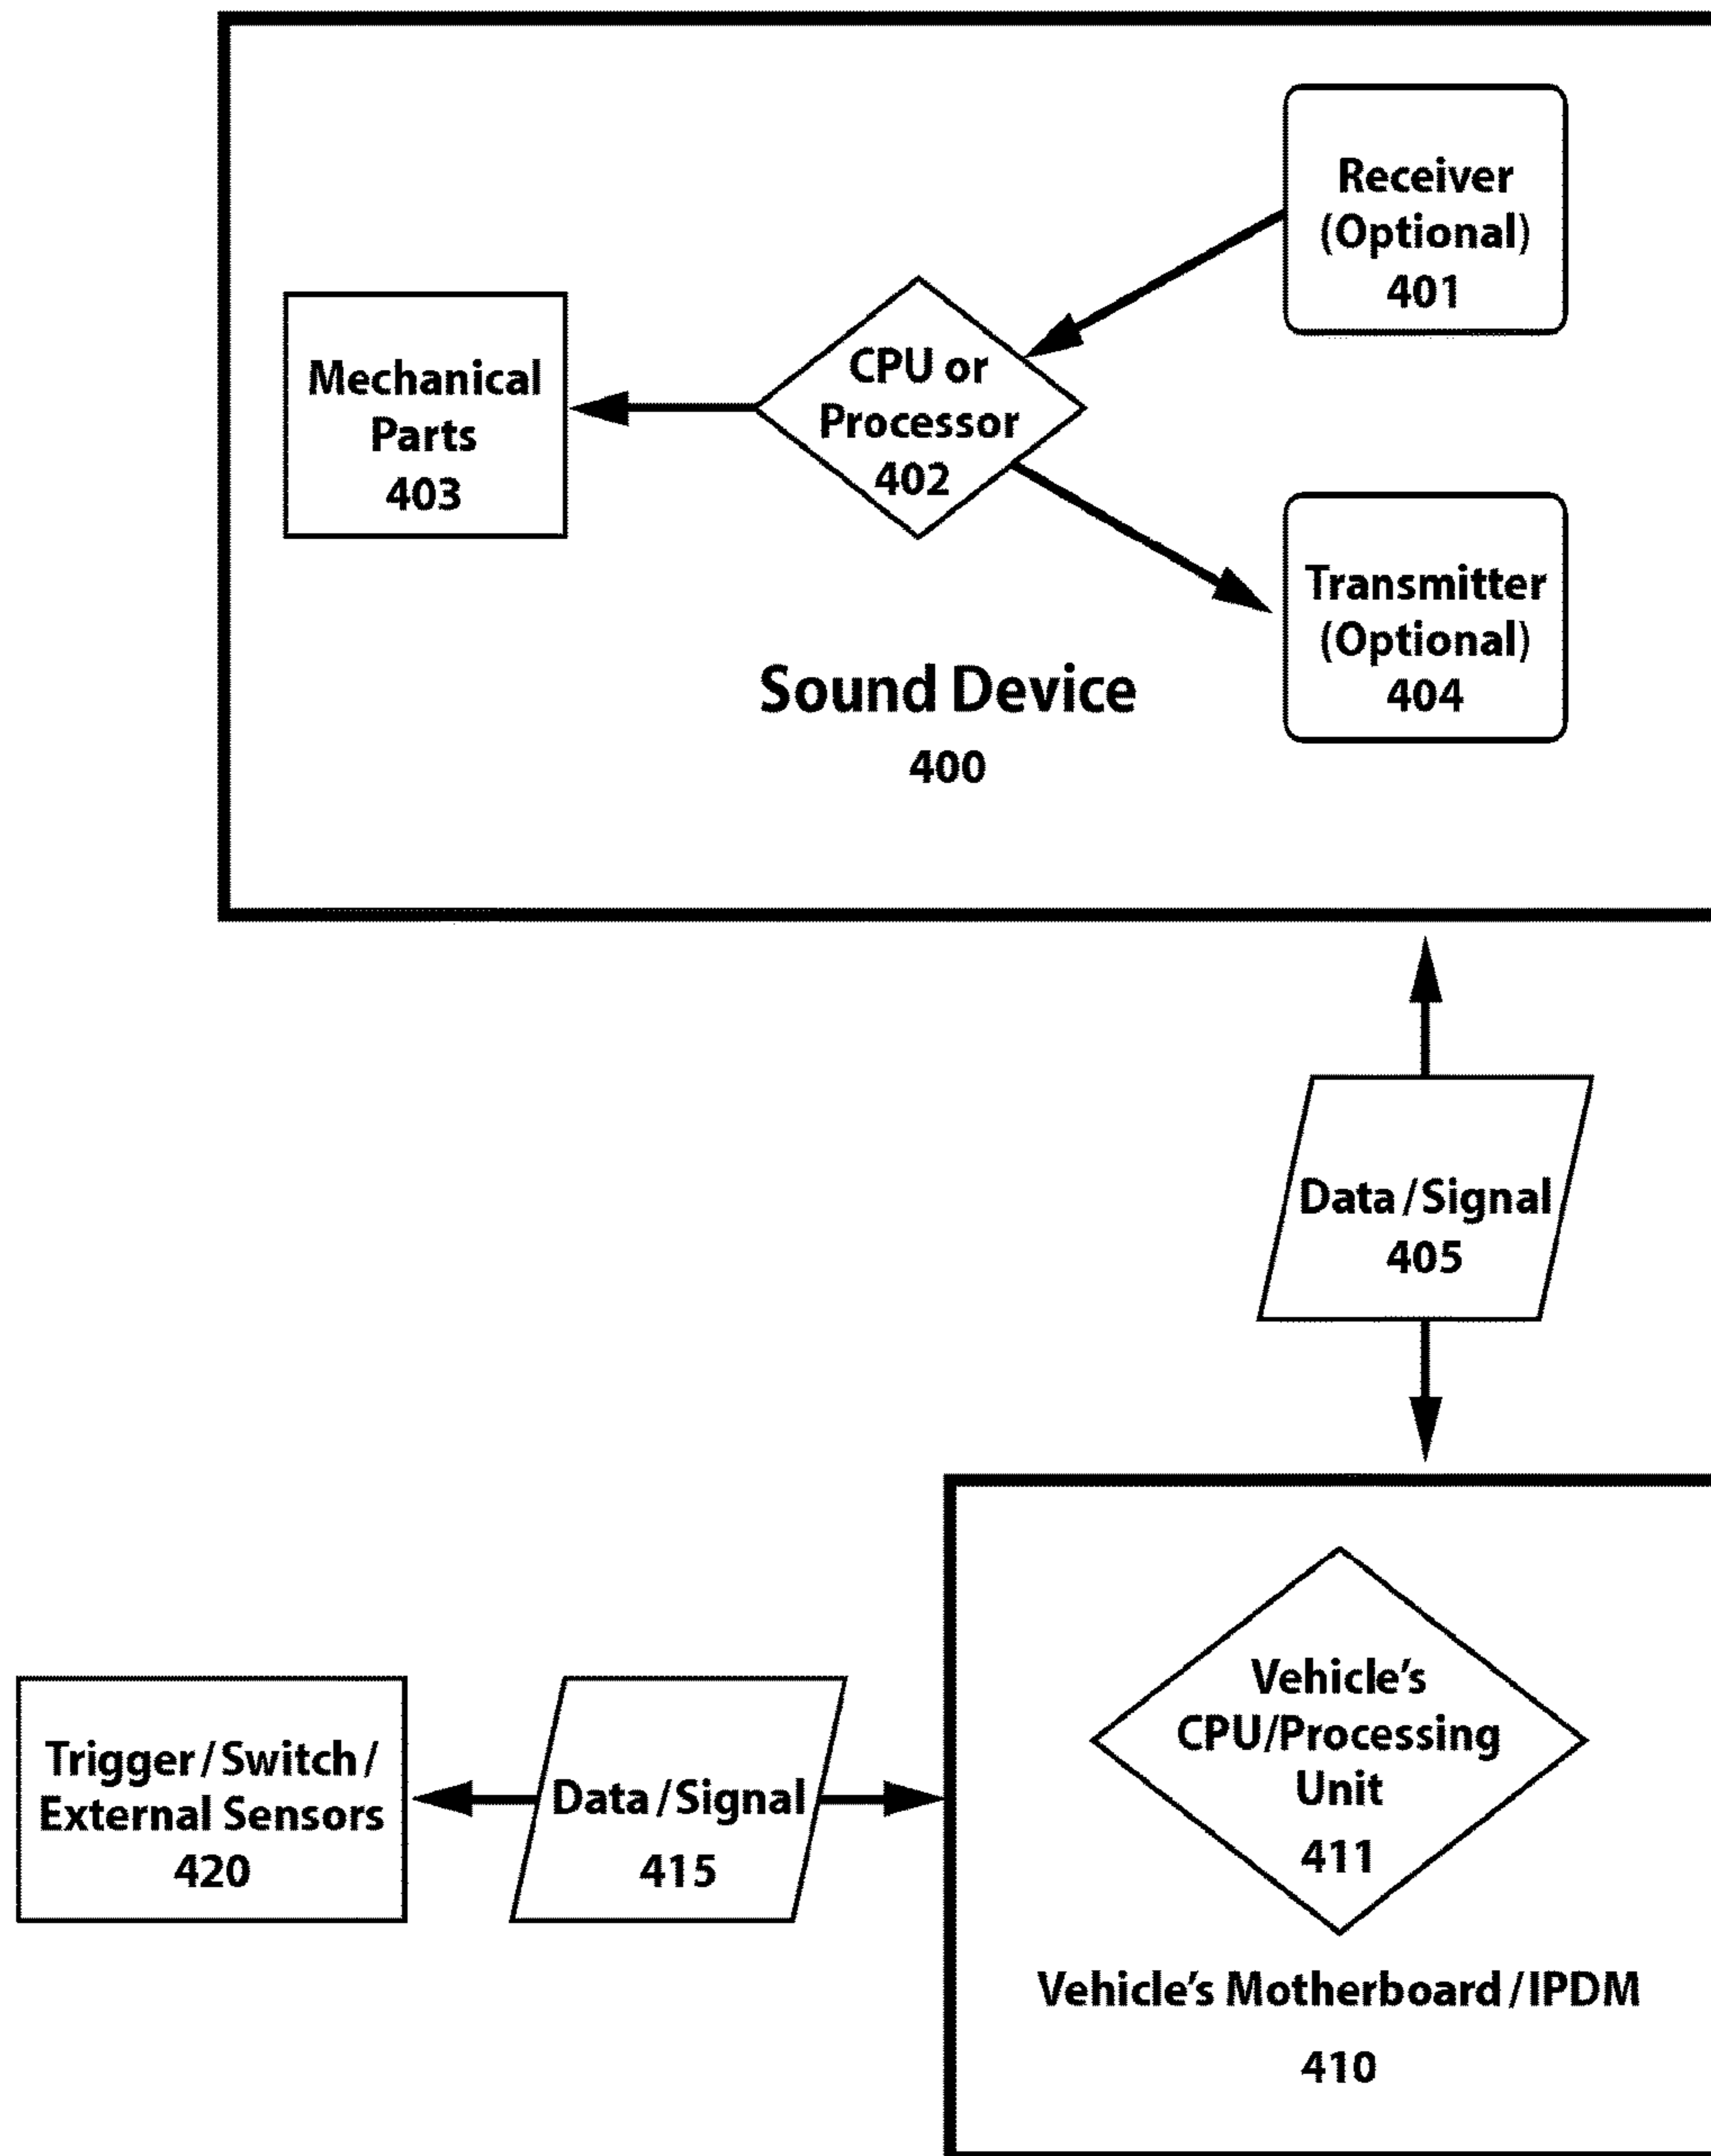 Receiver
(Optional)
401
CPU or
Processor
402
Mechanical
Parts
403
Transmitter
(Optional)
404
Sound Device
400
Data / Signal
405
Vehicle's
CPU/Processing
Unit
411
Trigger / Switch /
External Sensors
420
Data / Signal
415
Vehicle's Motherboard / IPDM
410